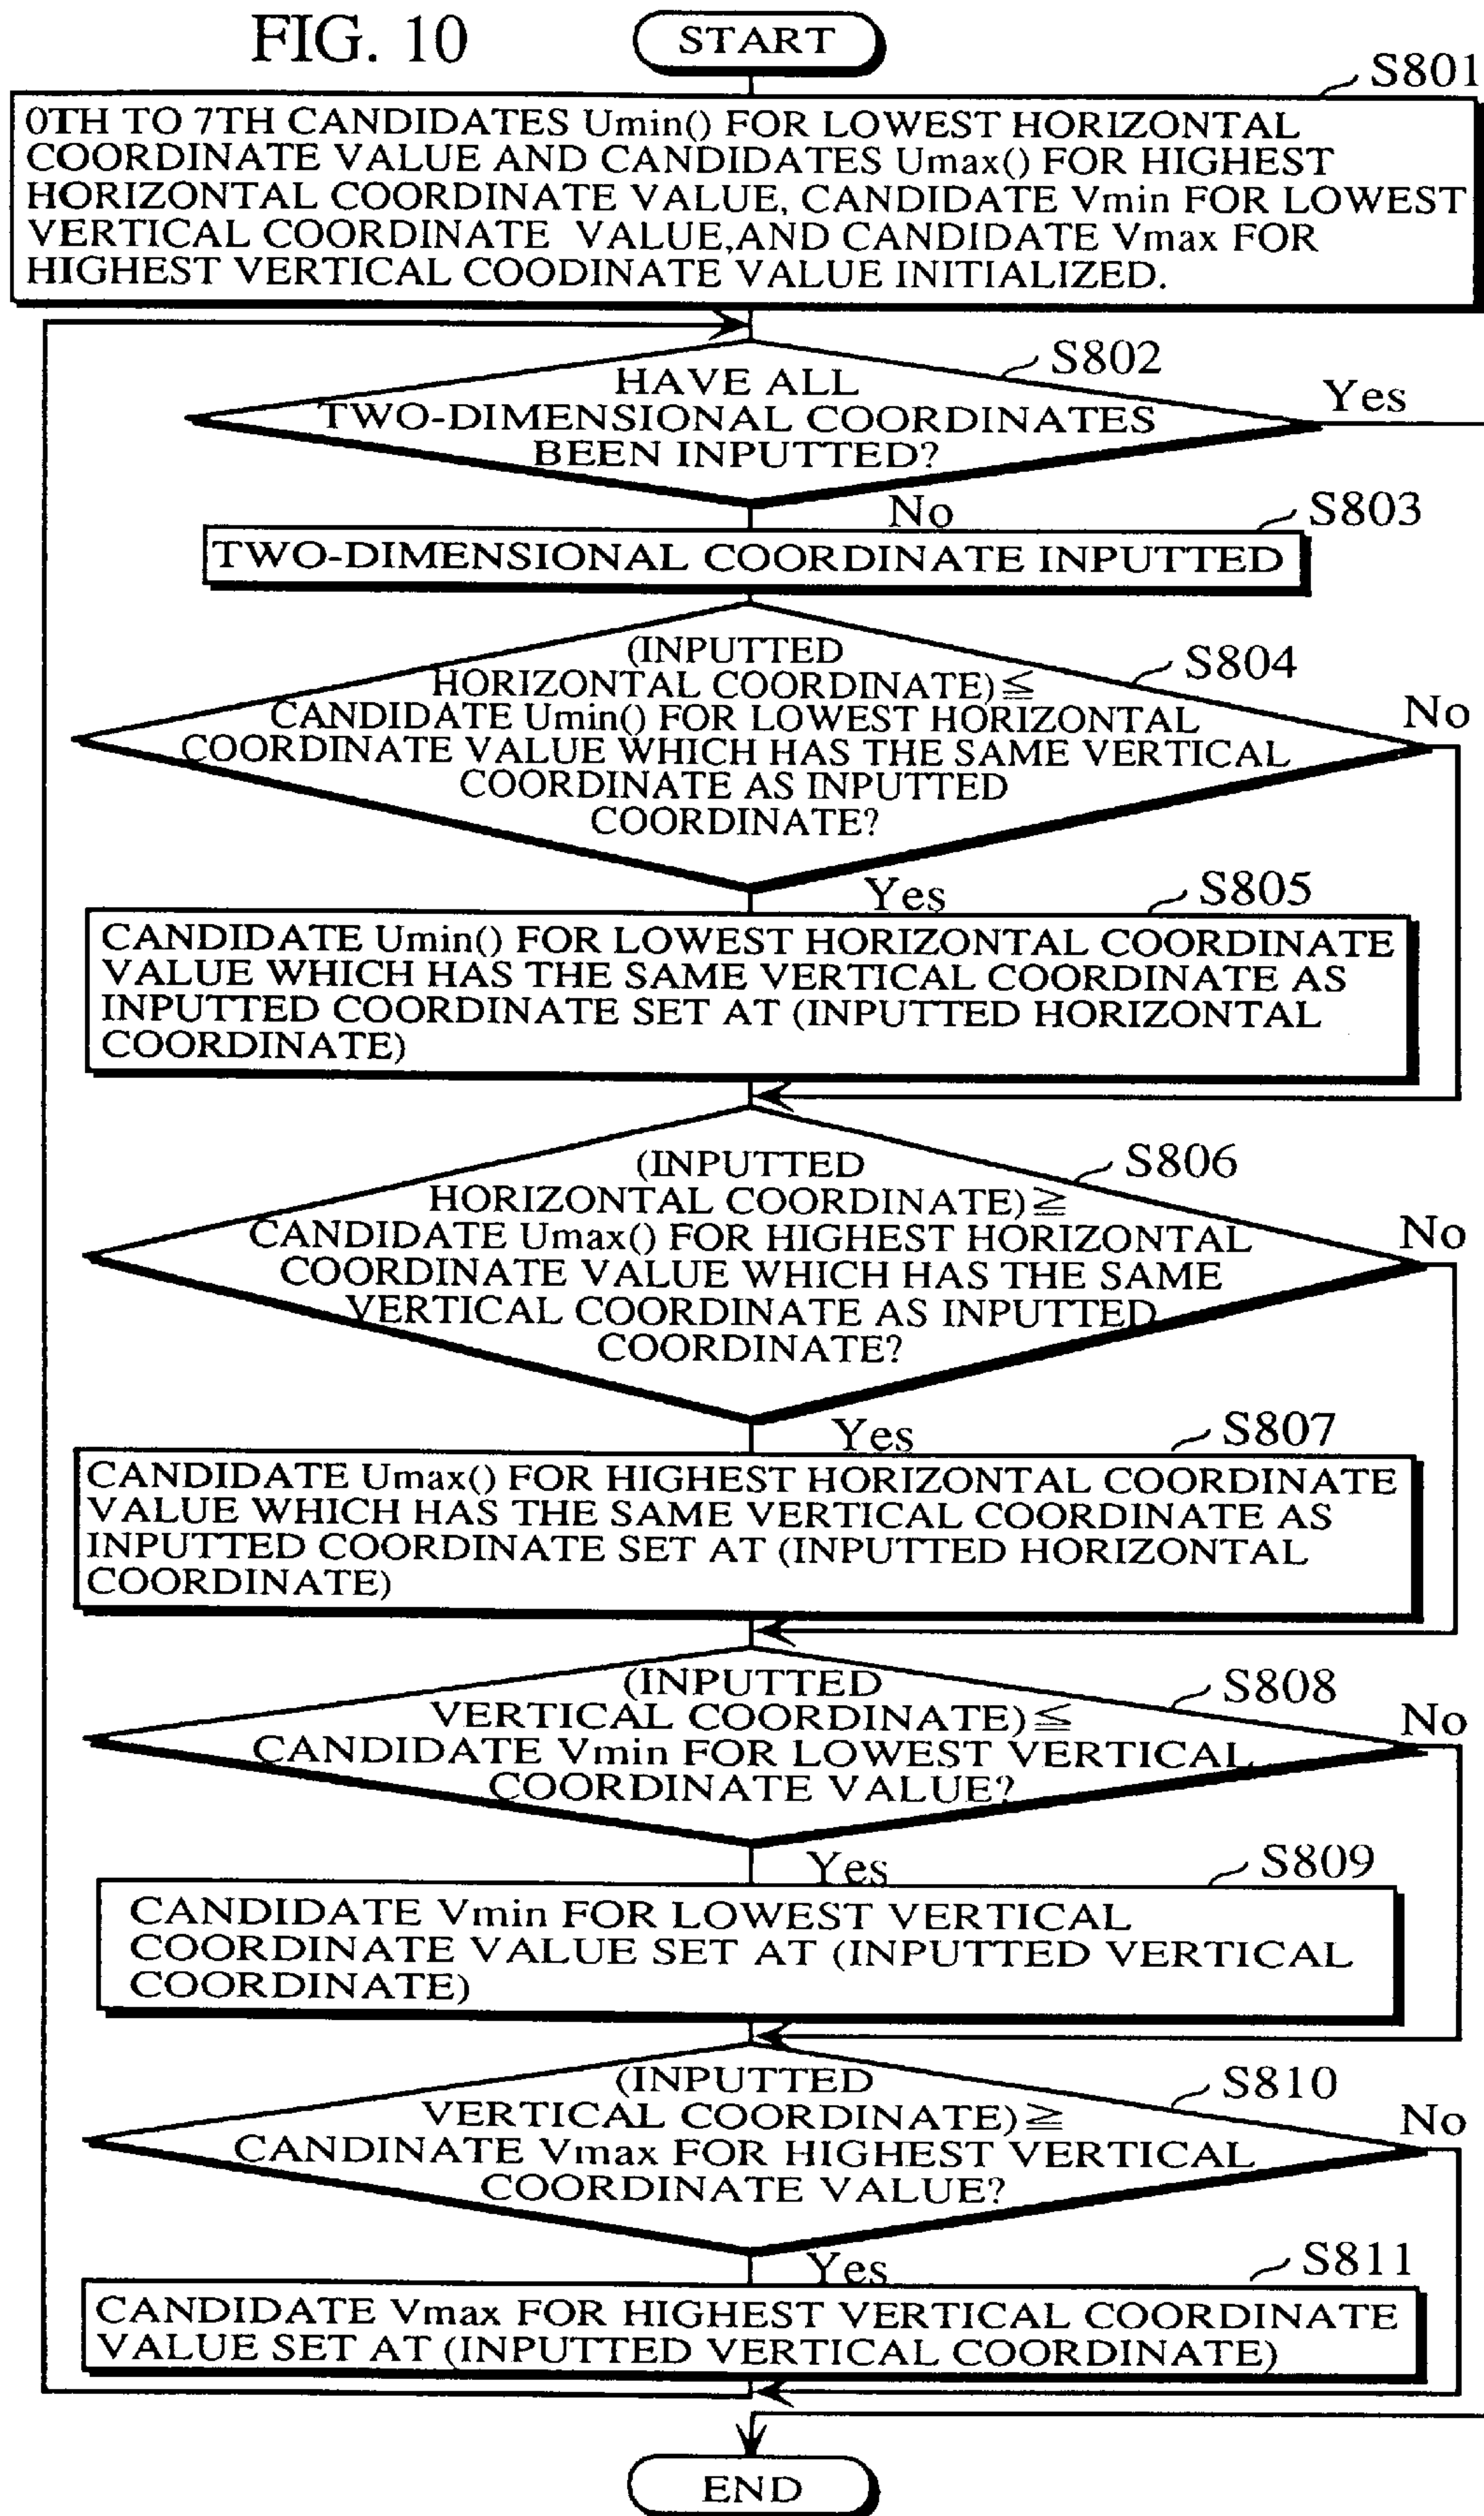 FIG. 10
START
S801
0TH TO 7TH CANDIDATES Umin() FOR LOWEST HORIZONTAL
COORDINATE VALUE AND CANDIDATES Umax() FOR HIGHEST
HORIZONTAL COORDINATE VALUE, CANDIDATE Vmin FOR LOWEST
VERTICAL COORDINATE VALUE,AND CANDIDATE Vmax FOR
HIGHEST VERTICAL COODINATE VALUE INITIALIZED.
S802
HAVE ALL
TWO-DIMENSIONAL COORDINATES
BEEN INPUTTED?
Yes
No
S803
TWO-DIMENSIONAL COORDINATE INPUTTED
S804
(INPUTTED
HORIZONTAL COORDINATE)≦
CANDIDATE Umin() FOR LOWEST HORIZONTAL
COORDINATE VALUE WHICH HAS THE SAME VERTICAL
COORDINATE AS INPUTTED
COORDINATE?
No
Yes
S805
CANDIDATE Umin() FOR LOWEST HORIZONTAL COORDINATE
VALUE WHICH HAS THE SAME VERTICAL COORDINATE AS
INPUTTED COORDINATE SET AT (INPUTTED HORIZONTAL
COORDINATE)
S806
(INPUTTED
HORIZONTAL COORDINATE)≧
CANDIDATE Umax() FOR HIGHEST HORIZONTAL
COORDINATE VALUE WHICH HAS THE SAME
VERTICAL COORDINATE AS INPUTTED
COORDINATE?
No
Yes
S807
CANDIDATE Umax() FOR HIGHEST HORIZONTAL COORDINATE
VALUE WHICH HAS THE SAME VERTICAL COORDINATE AS
INPUTTED COORDINATE SET AT (INPUTTED HORIZONTAL
COORDINATE)
S808
(INPUTTED
VERTICAL COORDINATE)≦
CANDIDATE Vmin FOR LOWEST VERTICAL
COORDINATE VALUE?
No
Yes
S809
CANDIDATE Vmin FOR LOWEST VERTICAL
COORDINATE VALUE SET AT (INPUTTED VERTICAL
COORDINATE)
S810
(INPUTTED
VERTICAL COORDINATE)≧
CANDINATE Vmax FOR HIGHEST VERTICAL
COORDINATE VALUE?
No
Yes
S811
CANDIDATE Vmax FOR HIGHEST VERTICAL COORDINATE
VALUE SET AT (INPUTTED VERTICAL COORDINATE)
END